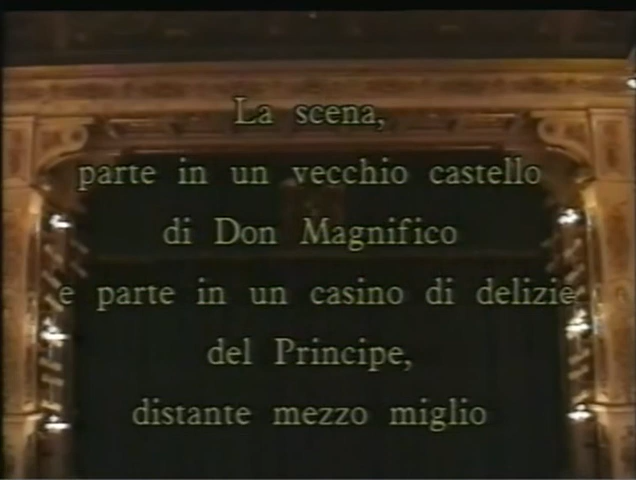 La scena,
parte in un vecchio castello
di Don Magnifico
e parte in un casino di delizie
del Principe,
distante mezzo miglio